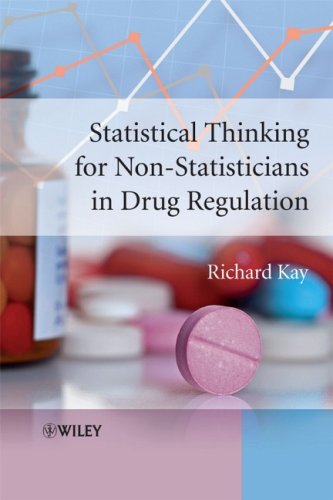 Statistical Thinking
for Non-Statisticians
in Drug Regulation
Richard Kay
WILEY